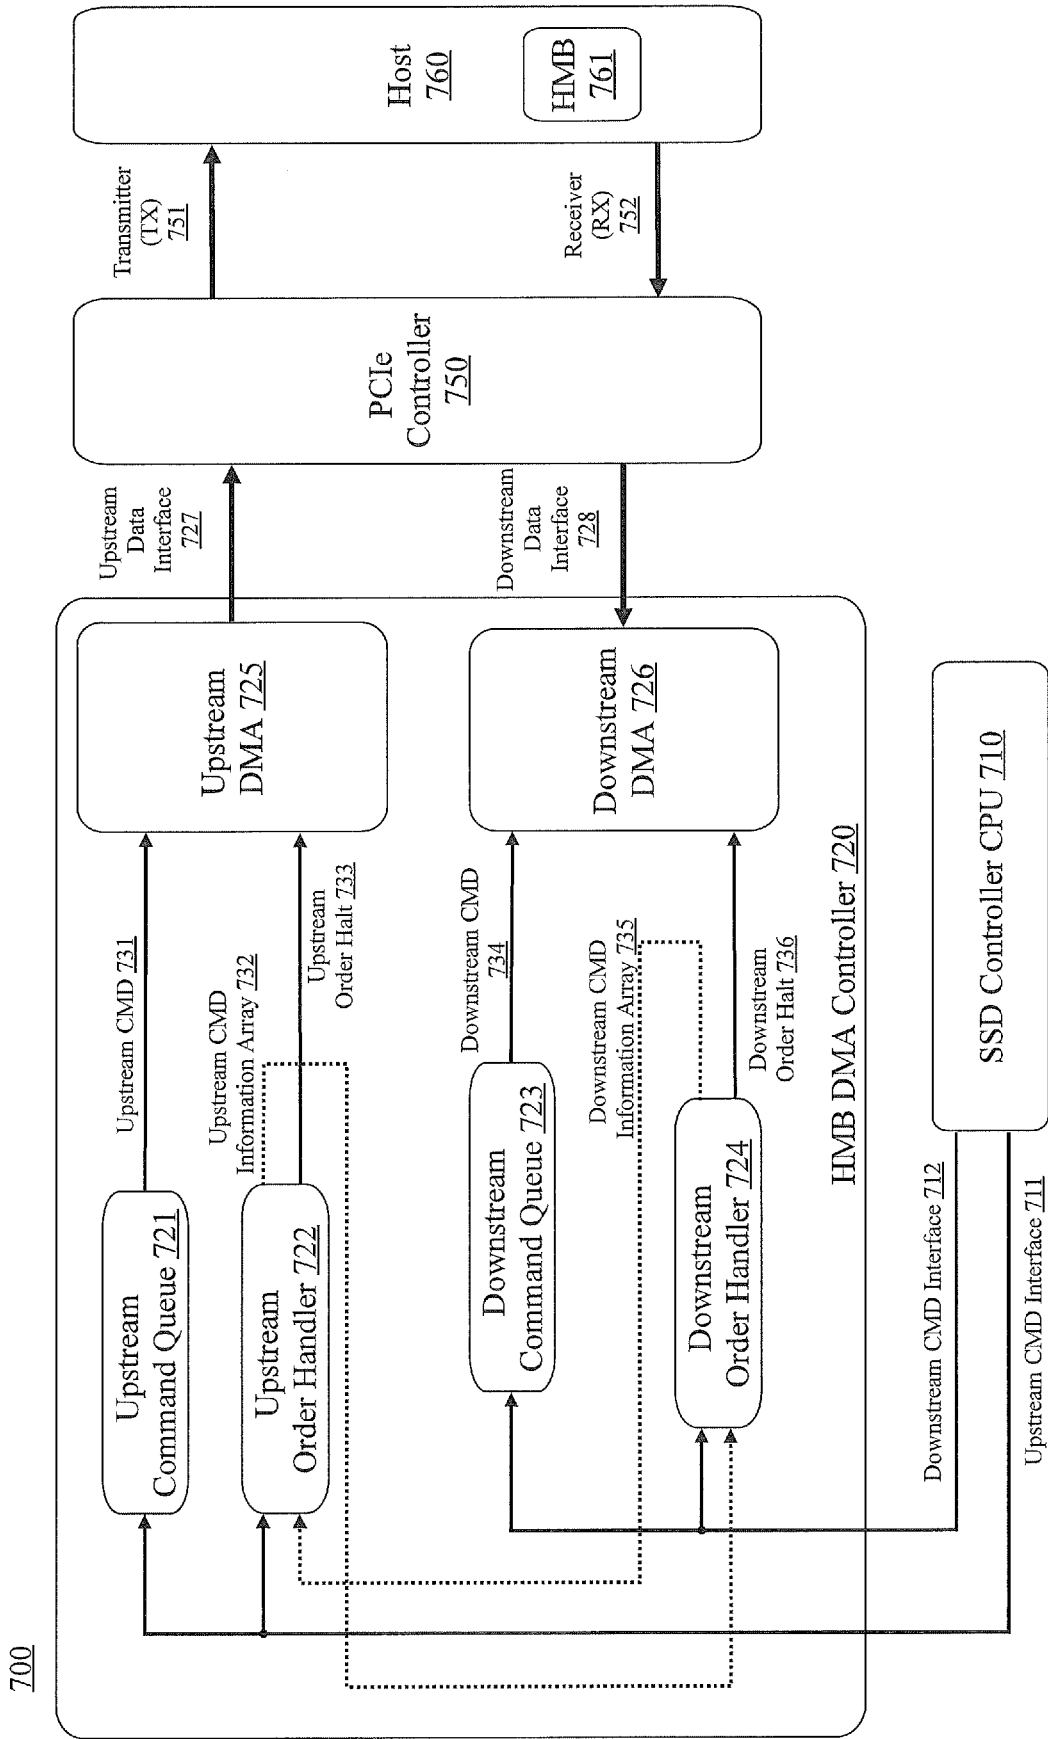 700
Upstream
Command Queue 721
Upstream CMD 731
Upstream
DMA 725
Upstream
Data
Interface
727
Transmitter
(TX)
751
Upstream
Order Handler 722
Upstream CMD
Information Array 732
Upstream
Order Halt 733
PCIe
Controller
750
Host
760
HMB
761
Downstream
Command Queue 723
Downstream CMD
734
Downstream
DMA 726
Downstream
Data
Interface
728
Receiver
(RX)
752
Downstream CMD
Information Array 735
Downstream
Order Handler 724
Downstream
Order Halt 736
HMB DMA Controller 720
Downstream CMD Interface 712
Upstream CMD Interface 711
SSD Controller CPU 710